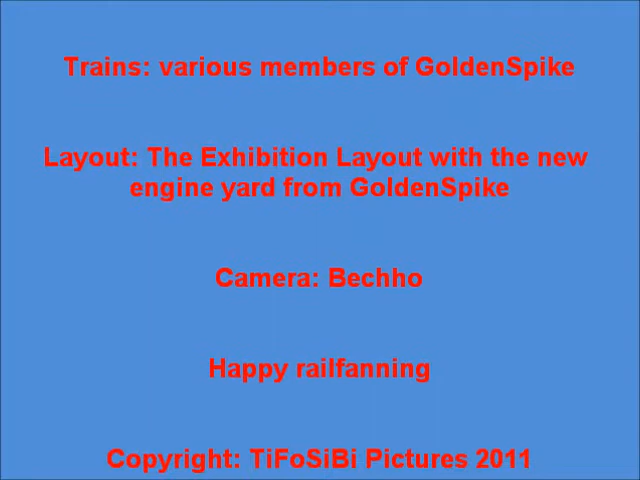 Trains: various members of GoldenSpike
Layout: The Exhibition Layout with the new
engine yard from GoldenSpike
Camera: Bechho
Happy railfanning
Copyright: TiFoSiBi Pictures 2011